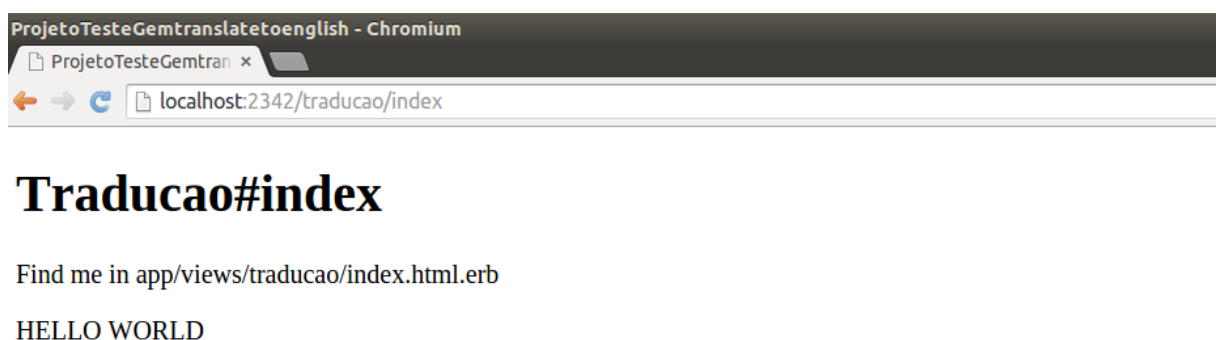 ProjetoTesteGemtranslatetoenglish - Chromium
ProjetoTesteGemtran ×
localhost:2342/traducao/index
Traducao#index
Find me in app/views/traducao/index.html.erb
HELLO WORLD